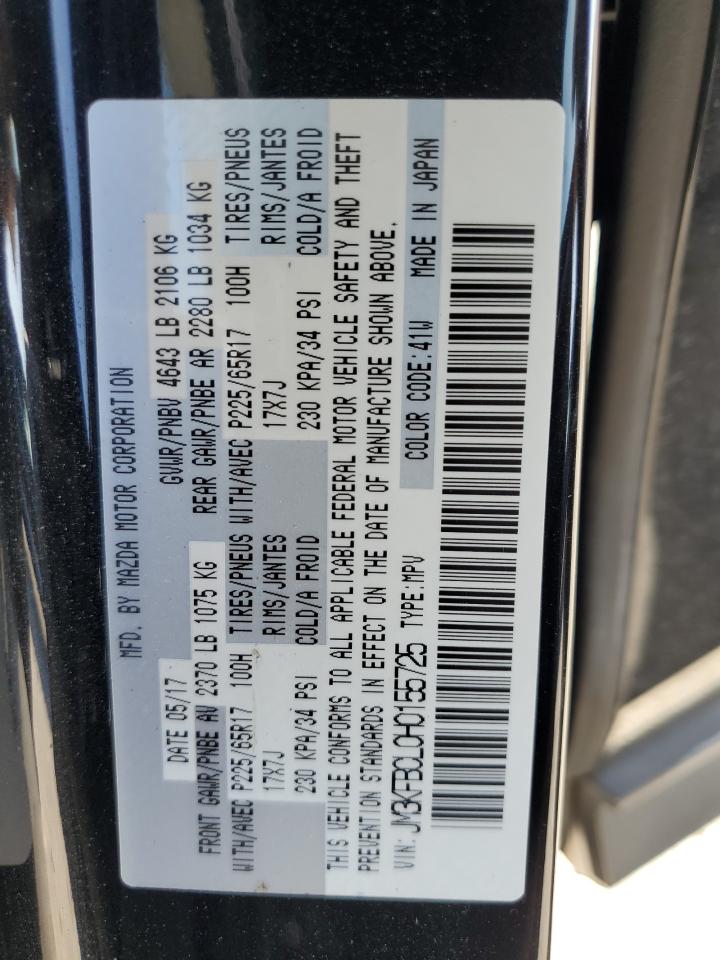 MFD. BY MAZDA MOTOR CORPORATION
DATE 05/17 GVWR/PNBV 4643 LB 2106 KG
FRONT GAWR/PNBE AV 2370 LB 1075 KG REAR GAWR/PNBE AR 2280 LB 1034 KG
WITH/AVEC P225/65R17 100H TIRES/PNEUS WITH/AVEC P225/65R17 100H TIRES/PNEUS
17X7J RIMS/JANTES 17X7J RIMS/JANTES
230 KPA/34 PSI COLD/A FROID 230 KPA/34 PSI COLD/A FROID
THIS VEHICLE CONFORMS TO ALL APPLICABLE FEDERAL MOTOR VEHICLE SAFETY AND THEFT
PREVENTION STANDARDS IN EFFECT ON THE DATE OF MANUFACTURE SHOWN ABOVE.
VIN: JM3KFBCL0H0155725 TYPE:MPV COLOR CODE:41W MADE IN JAPAN